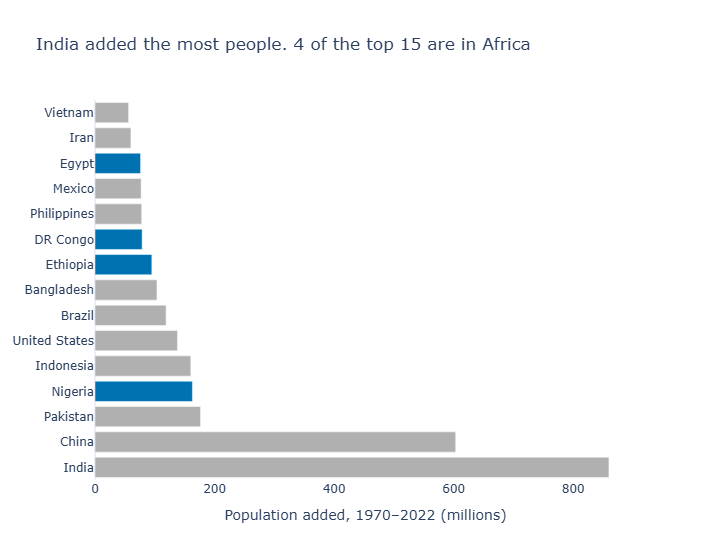 India added the most people. 4 of the top 15 are in Africa
Vietnam
Iran
Egypt
Mexico
Philippines
DR Congo
Ethiopia
Bangladesh
Brazil
United States
Indonesia
Nigeria
Pakistan
China
India
0 200 400 600 800
Population added, 1970–2022 (millions)